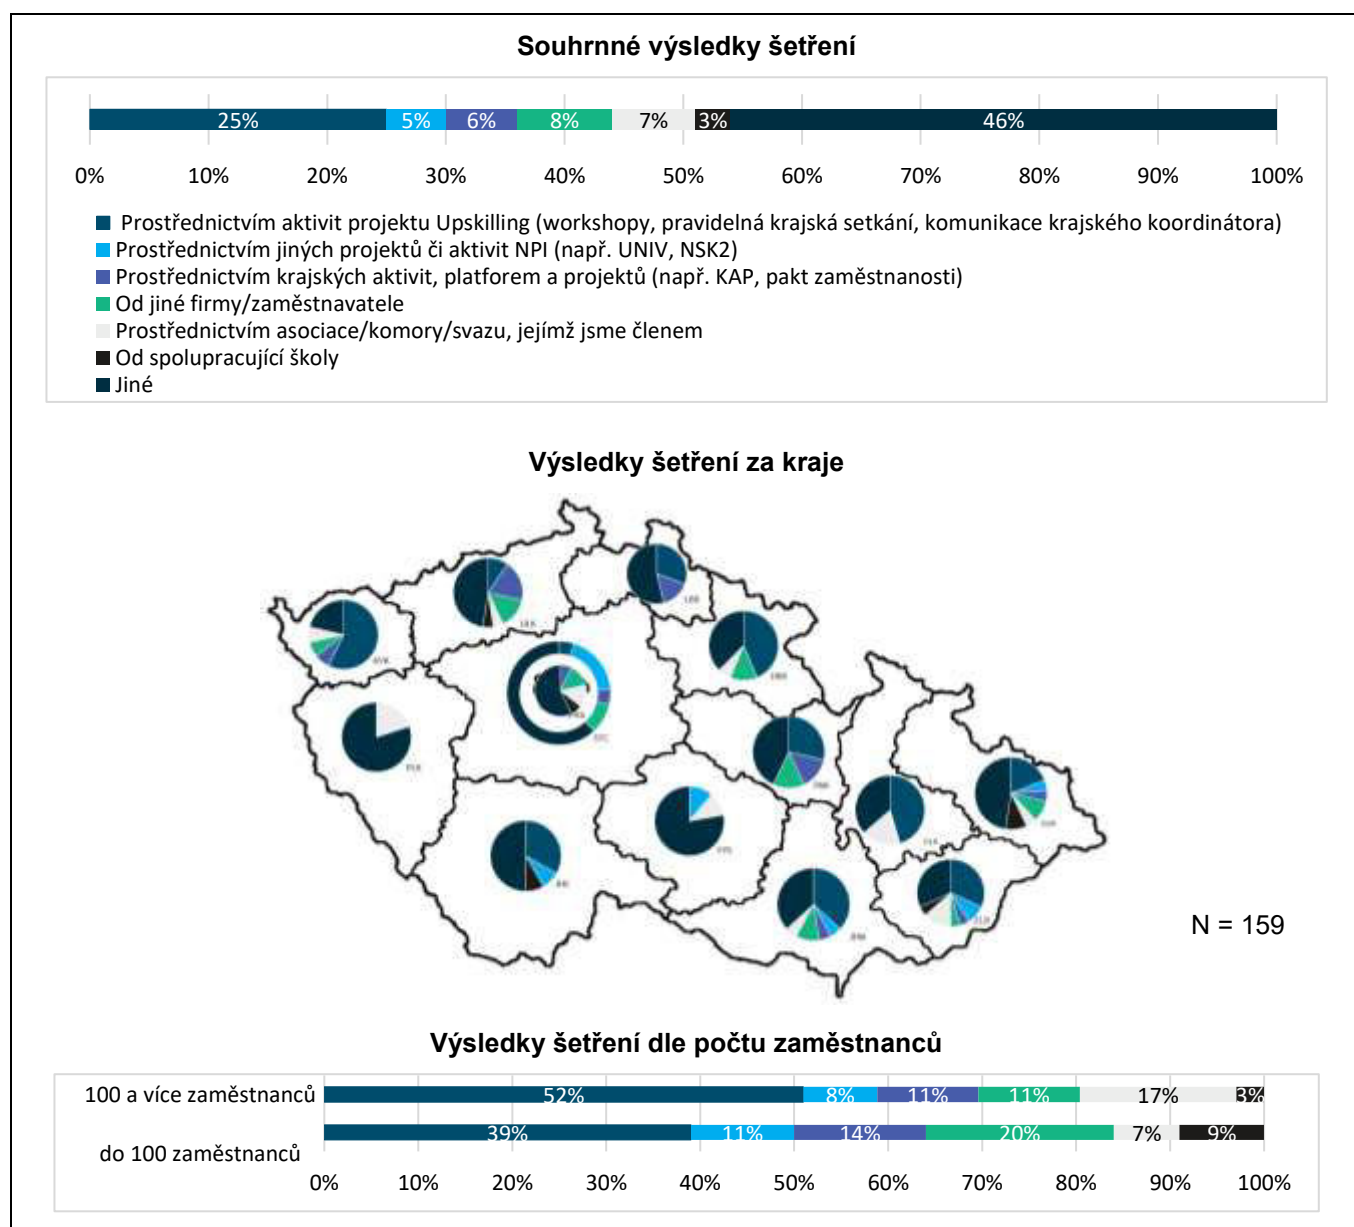 Souhrnné výsledky šetření
25% 5% 6% 8% 7% 3% 46%
0% 10% 20% 30% 40% 50% 60% 70% 80% 90% 100%
Prostřednictvím aktivit projektu Upskilling (workshopy, pravidelná krajská setkání, komunikace krajského koordinátora)
Prostřednictvím jiných projektů či aktivit NPI (např. UNIV, NSK2)
Prostřednictvím krajských aktivit, platforem a projektů (např. KAP, pakt zaměstnanosti)
Od jiné firmy/zaměstnavatele
Prostřednictvím asociace/komory/svazu, jejímž jsme členem
Od spolupracující školy
Jiné
Výsledky šetření za kraje
N = 159
Výsledky šetření dle počtu zaměstnanců
100 a více zaměstnanců 52% 8% 11% 11% 17% 3%
do 100 zaměstnanců 39% 11% 14% 20% 7% 9%
0% 10% 20% 30% 40% 50% 60% 70% 80% 90% 100%